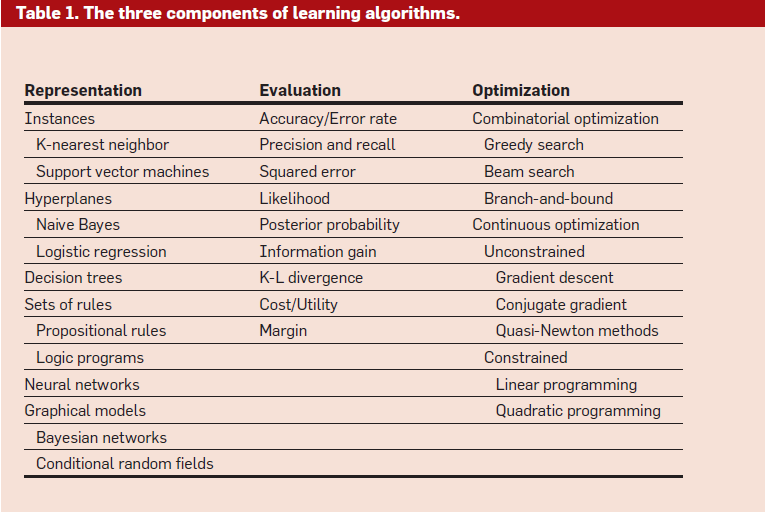 Table 1. The three components of learning algorithms.
Representation Evaluation Optimization
Instances Accuracy/Error rate Combinatorial optimization
K-nearest neighbor Precision and recall Greedy search
Support vector machines Squared error Beam search
Hyperplanes Likelihood Branch-and-bound
Naive Bayes Posterior probability Continuous optimization
Logistic regression Information gain Unconstrained
Decision trees K-L divergence Gradient descent
Sets of rules Cost/Utility Conjugate gradient
Propositional rules Margin Quasi-Newton methods
Logic programs Constrained
Neural networks Linear programming
Graphical models Quadratic programming
Bayesian networks
Conditional random fields